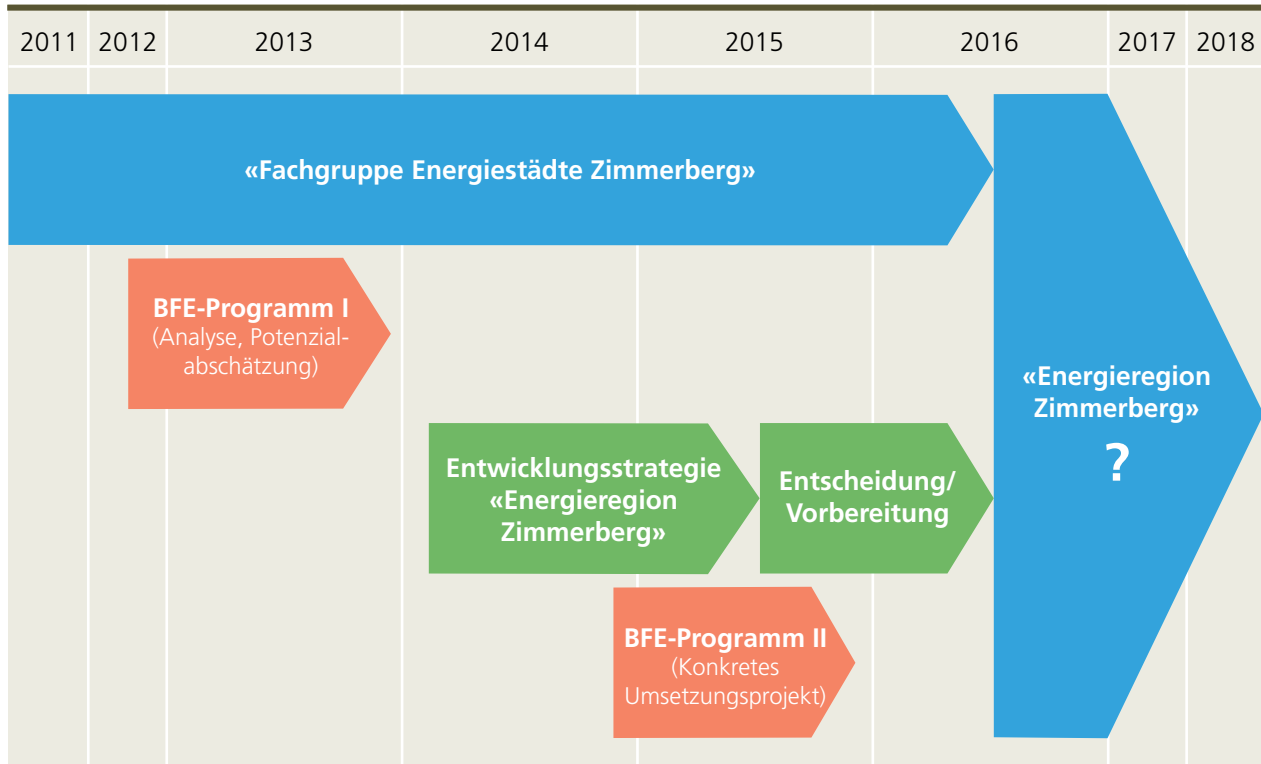 2011 2012 2013 2014 2015 2016 2017 2018
«Fachgruppe Energiestädte Zimmerberg»
BFE-Programm I
(Analyse, Potenzial-
abschätzung)
«Energieregion
Zimmerberg»
?
Entwicklungsstrategie
«Energieregion
Zimmerberg»
Entscheidung/
Vorbereitung
BFE-Programm II
(Konkretes
Umsetzungsprojekt)